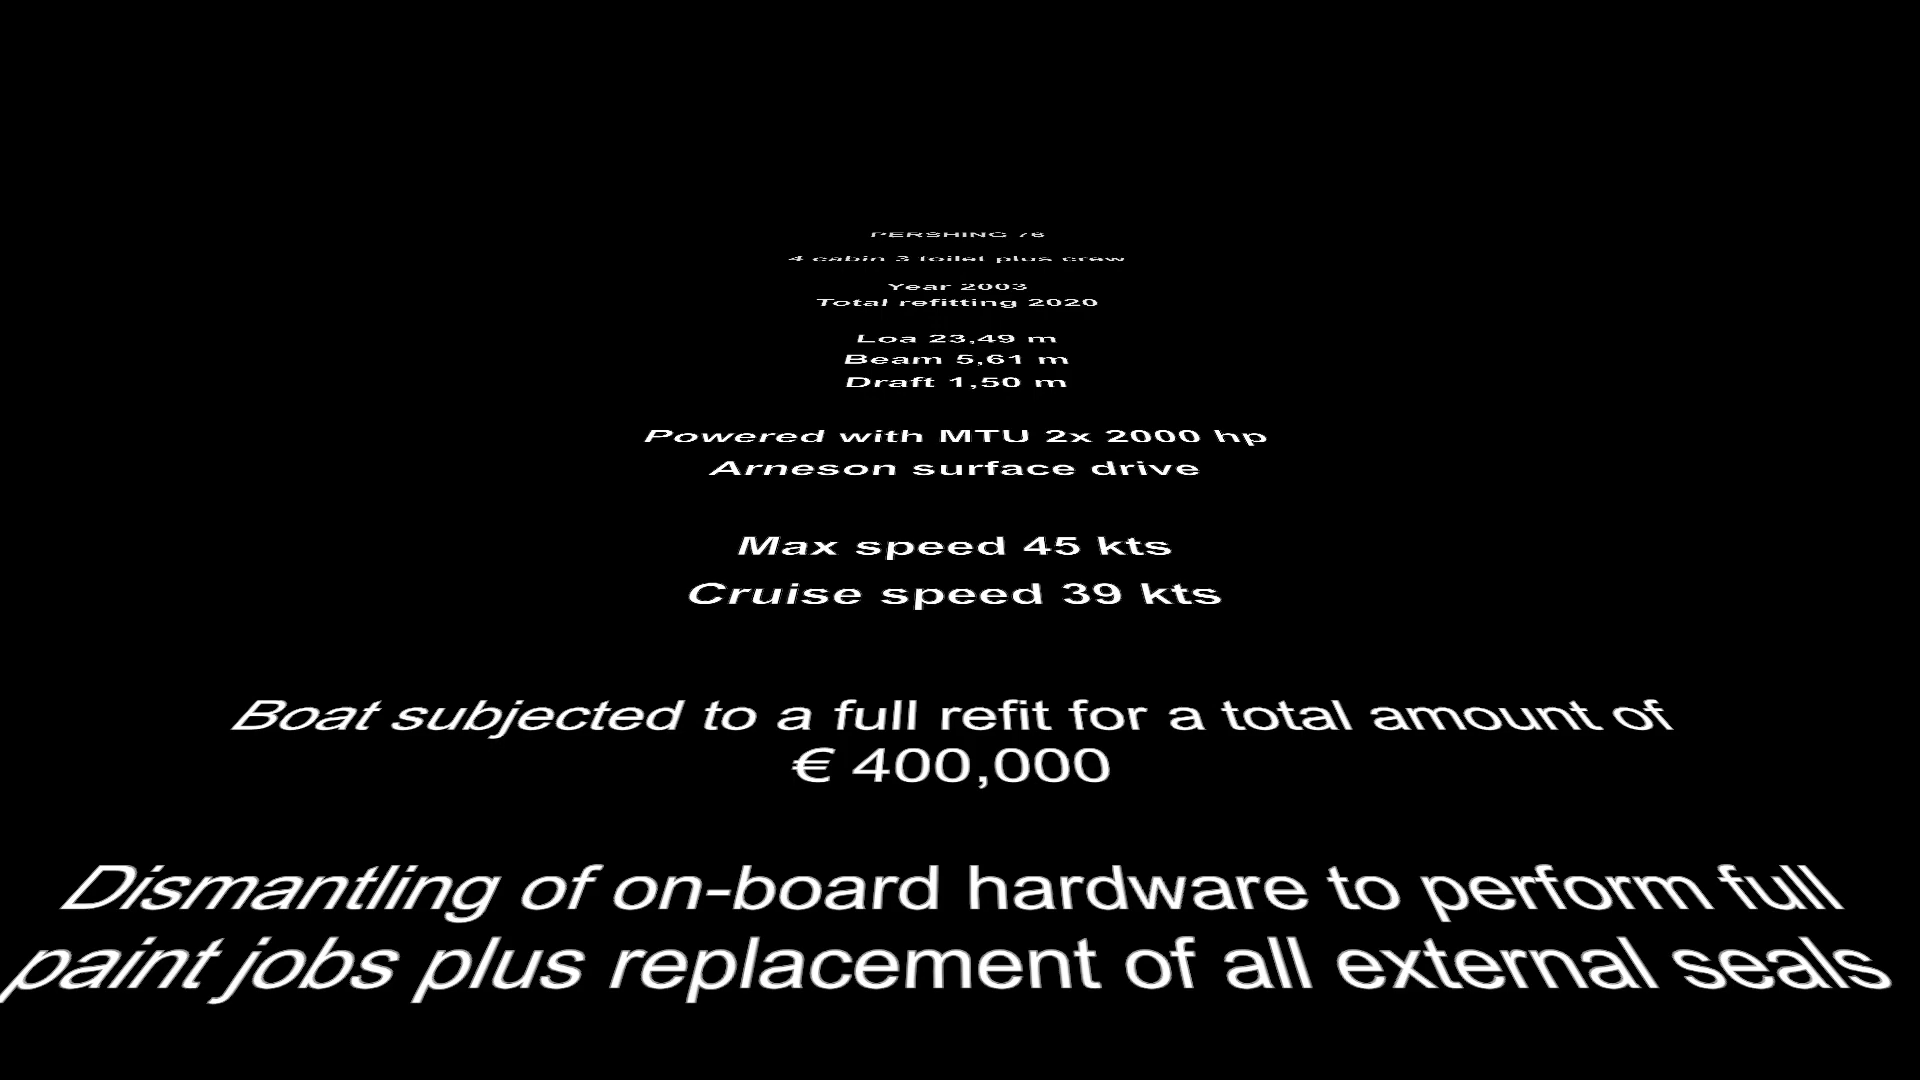 PERSHING 76
4 cabin 3 toilet plus crew
Year 2003
Total refitting 2020
Loa 23,49 m
Beam 5,61 m
Draft 1,50 m
Powered with MTU 2x 2000 hp
Arneson surface drive
Max speed 45 kts
Cruise speed 39 kts
Boat subjected to a full refit for a total amount of
€ 400,000
Dismantling of on-board hardware to perform full
paint jobs plus replacement of all external seals